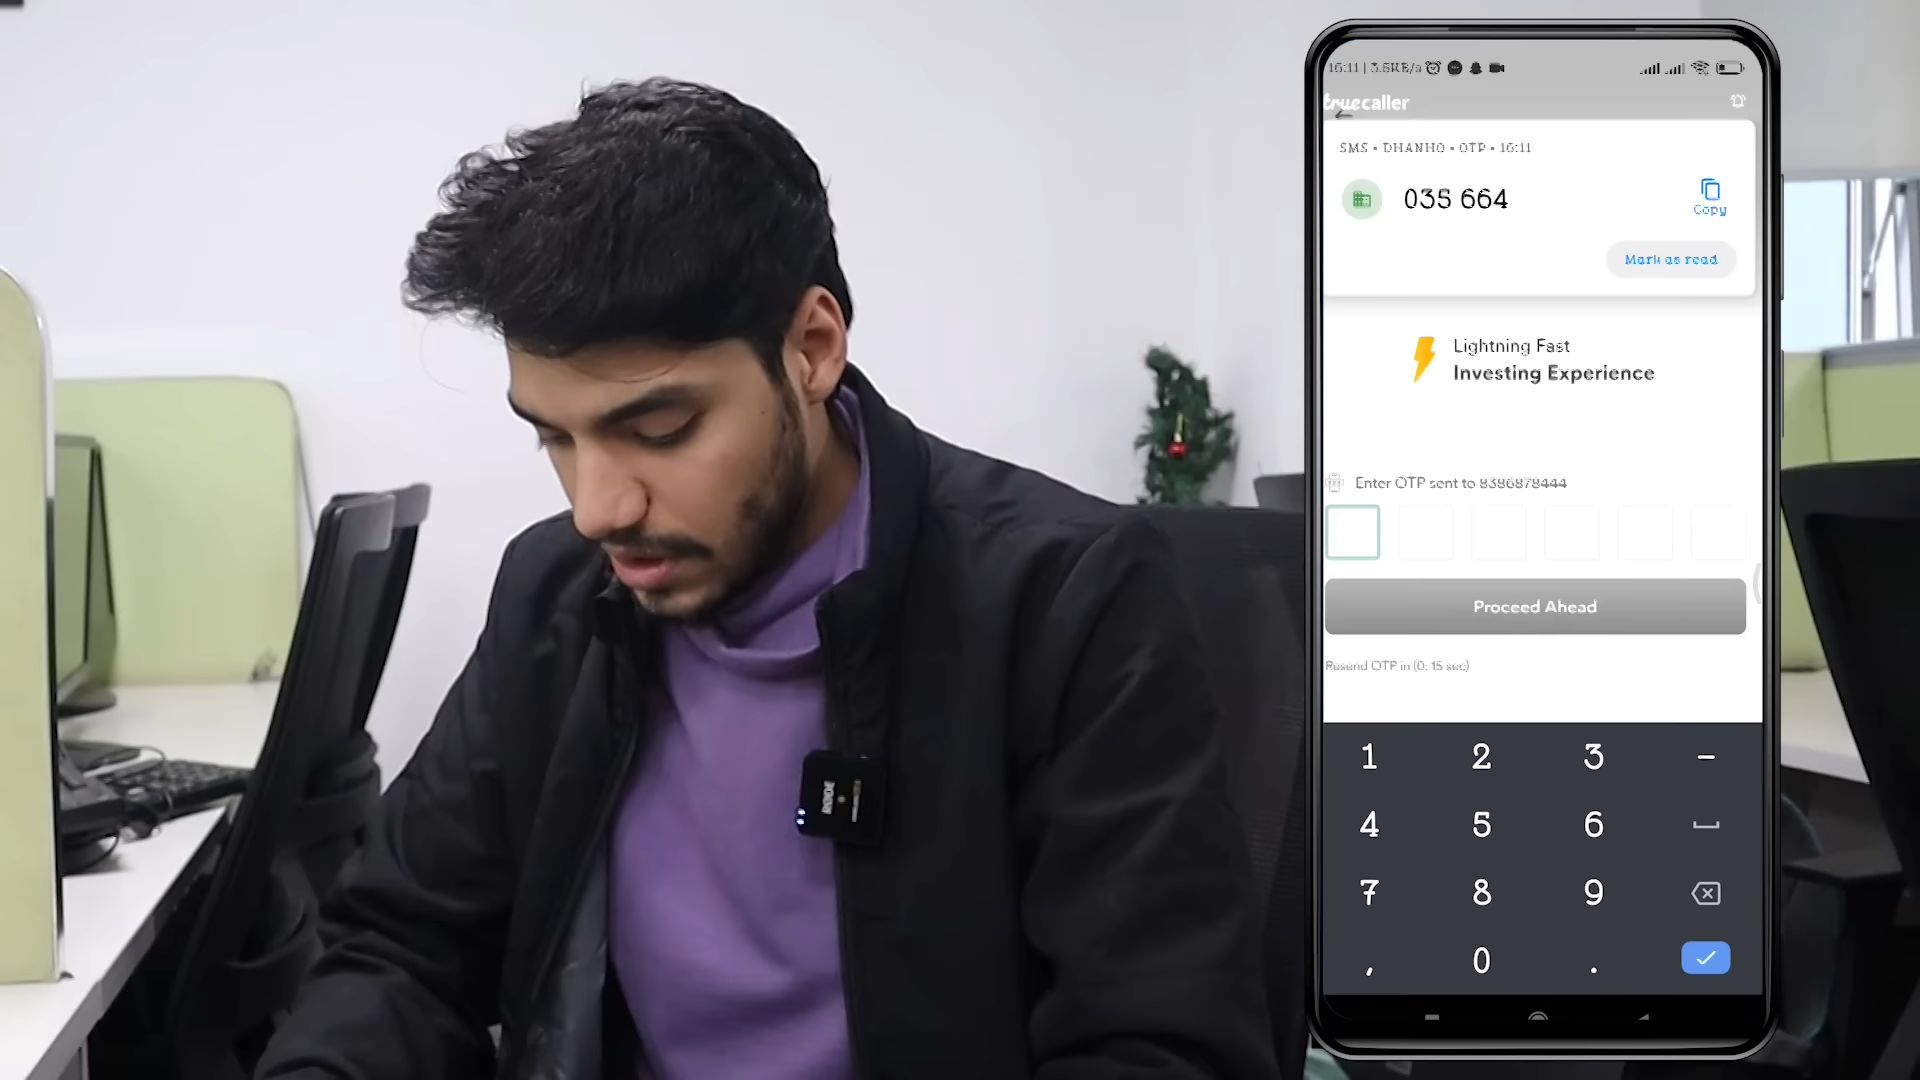 16:11 | 3.5KB/s
truecaller
SMS • DHANHQ • OTP • 16:11
035 664
Copy
Mark as read
Lightning Fast
Investing Experience
Enter OTP sent to 8386878444
Proceed Ahead
Resend OTP in (0: 15 sec)
1 2 3 –
4 5 6
7 8 9
, 0 .
RODE